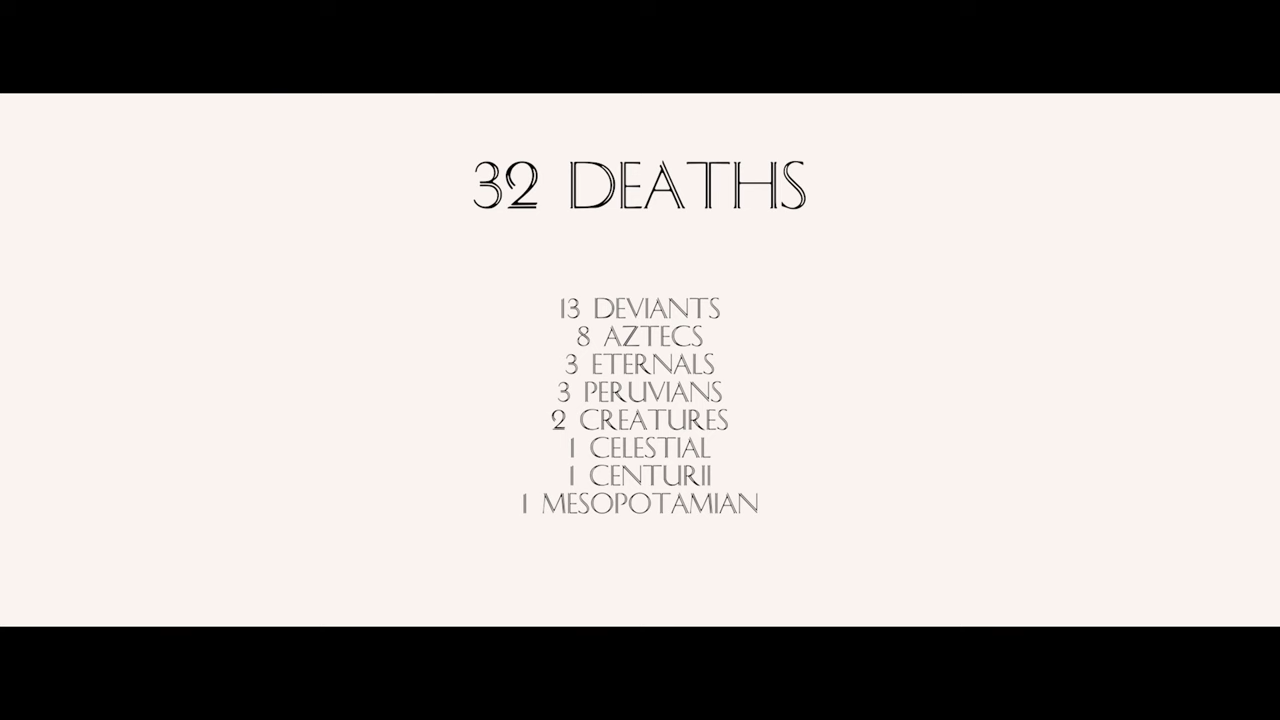 32 DEATHS
13 DEVIANTS
8 AZTECS
3 ETERNALS
3 PERUVIANS
2 CREATURES
1 CELESTIAL
1 CENTURII
1 MESOPOTAMIAN